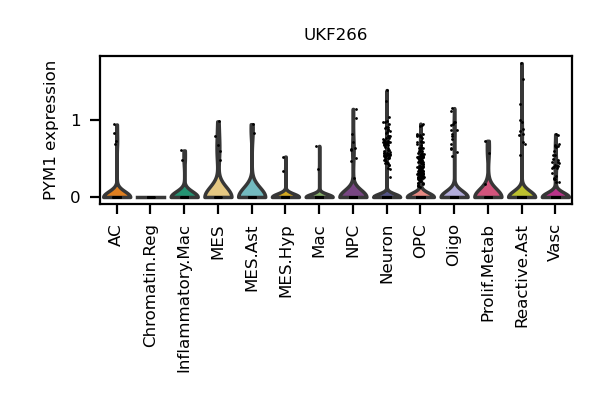 UKF266
PYM1 expression
1
0
AC
Chromatin.Reg
Inflammatory.Mac
MES
MES.Ast
MES.Hyp
Mac
NPC
Neuron
OPC
Oligo
Prolif.Metab
Reactive.Ast
Vasc